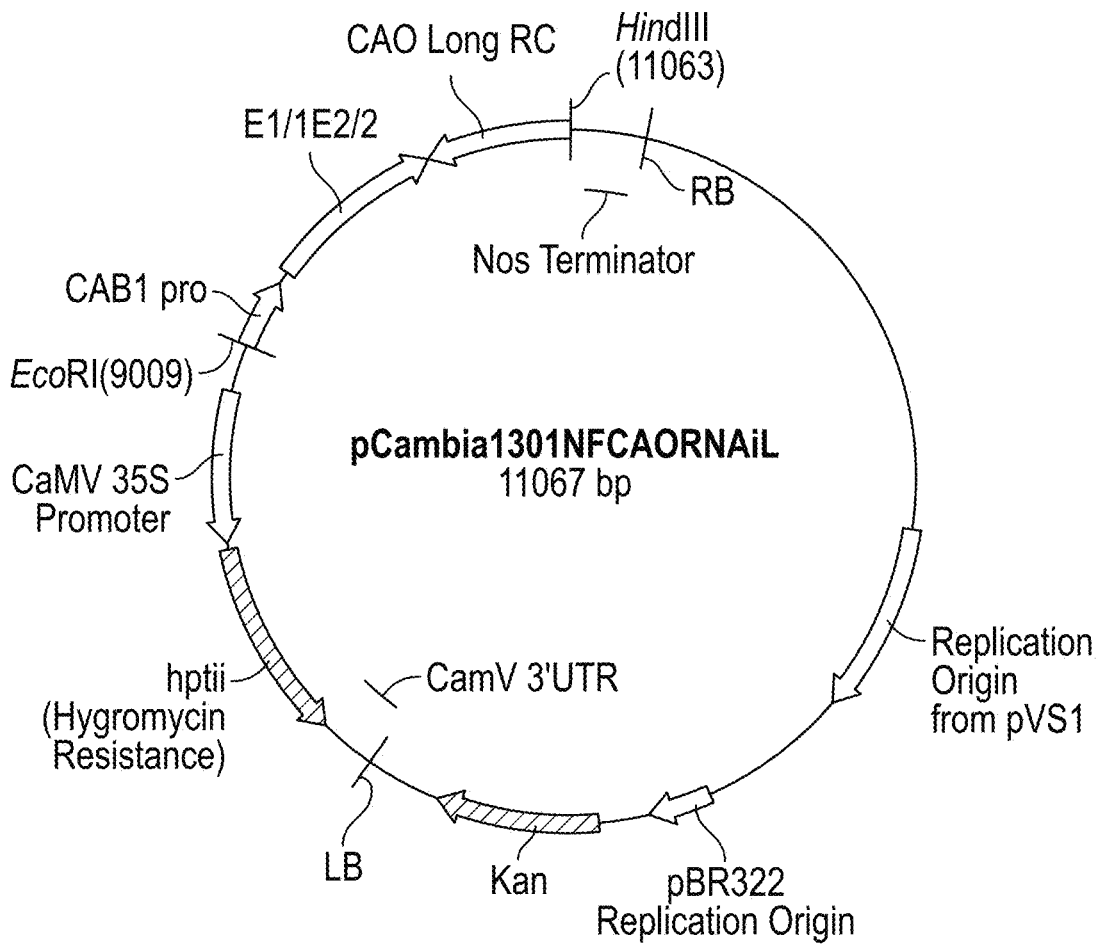 CAO Long RC
HindIII
(11063)
E1/1E2/2
RB
Nos Terminator
CAB1 pro
EcoRI(9009)
pCambia1301NFCAORNAiL
11067 bp
CaMV 35S
Promoter
Replication
Origin
from pVS1
CamV 3'UTR
hptii
(Hygromycin
Resistance)
LB
Kan
pBR322
Replication Origin